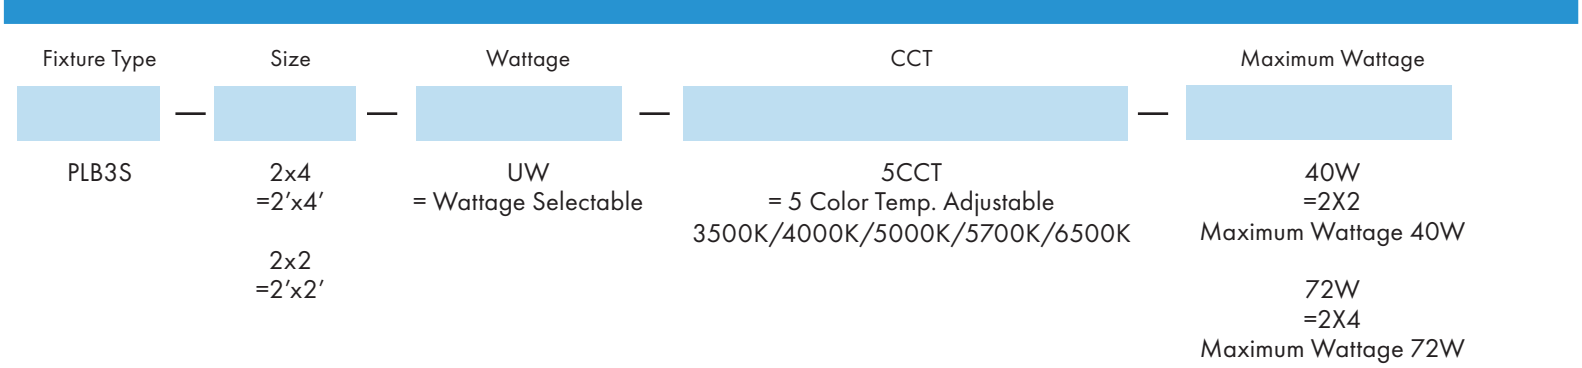 Fixture Type
Size
Wattage
CCT
Maximum Wattage
— — — —
PLB3S
2x4
=2’x4’
2x2
=2’x2’
UW
= Wattage Selectable
5CCT
= 5 Color Temp. Adjustable
3500K/4000K/5000K/5700K/6500K
40W
=2X2
Maximum Wattage 40W
72W
=2X4
Maximum Wattage 72W